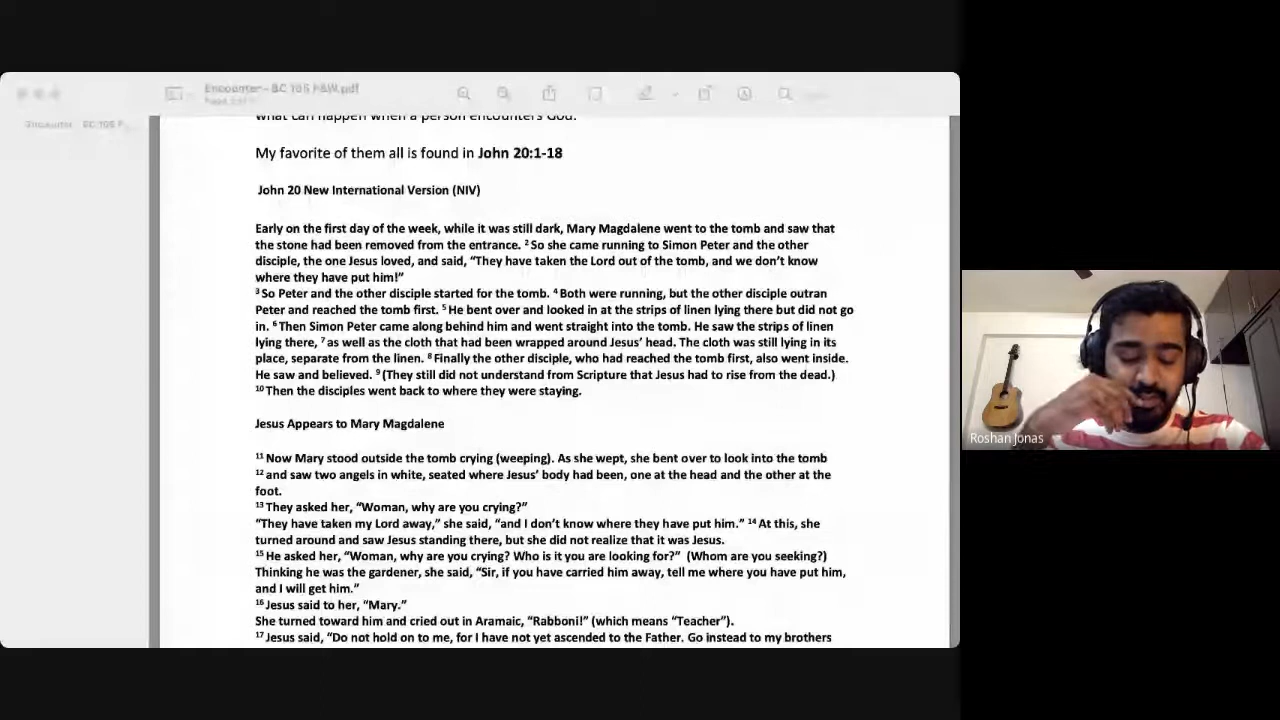 Encounter - BC 105 P&W.pdf
what can happen when a person encounters God.
My favorite of them all is found in John 20:1-18
John 20 New International Version (NIV)
Early on the first day of the week, while it was still dark, Mary Magdalene went to the tomb and saw that
the stone had been removed from the entrance. 2 So she came running to Simon Peter and the other
disciple, the one Jesus loved, and said, “They have taken the Lord out of the tomb, and we don’t know
where they have put him!”
3 So Peter and the other disciple started for the tomb. 4 Both were running, but the other disciple outran
Peter and reached the tomb first. 5 He bent over and looked in at the strips of linen lying there but did not go
in. 6 Then Simon Peter came along behind him and went straight into the tomb. He saw the strips of linen
lying there, 7 as well as the cloth that had been wrapped around Jesus’ head. The cloth was still lying in its
place, separate from the linen. 8 Finally the other disciple, who had reached the tomb first, also went inside.
He saw and believed. 9 (They still did not understand from Scripture that Jesus had to rise from the dead.)
10 Then the disciples went back to where they were staying.
Jesus Appears to Mary Magdalene
11 Now Mary stood outside the tomb crying (weeping). As she wept, she bent over to look into the tomb
12 and saw two angels in white, seated where Jesus’ body had been, one at the head and the other at the
foot.
13 They asked her, “Woman, why are you crying?”
“They have taken my Lord away,” she said, “and I don’t know where they have put him.” 14 At this, she
turned around and saw Jesus standing there, but she did not realize that it was Jesus.
15 He asked her, “Woman, why are you crying? Who is it you are looking for?” (Whom are you seeking?)
Thinking he was the gardener, she said, “Sir, if you have carried him away, tell me where you have put him,
and I will get him.”
16 Jesus said to her, “Mary.”
She turned toward him and cried out in Aramaic, “Rabboni!” (which means “Teacher”).
17 Jesus said, “Do not hold on to me, for I have not yet ascended to the Father. Go instead to my brothers
Roshan Jonas